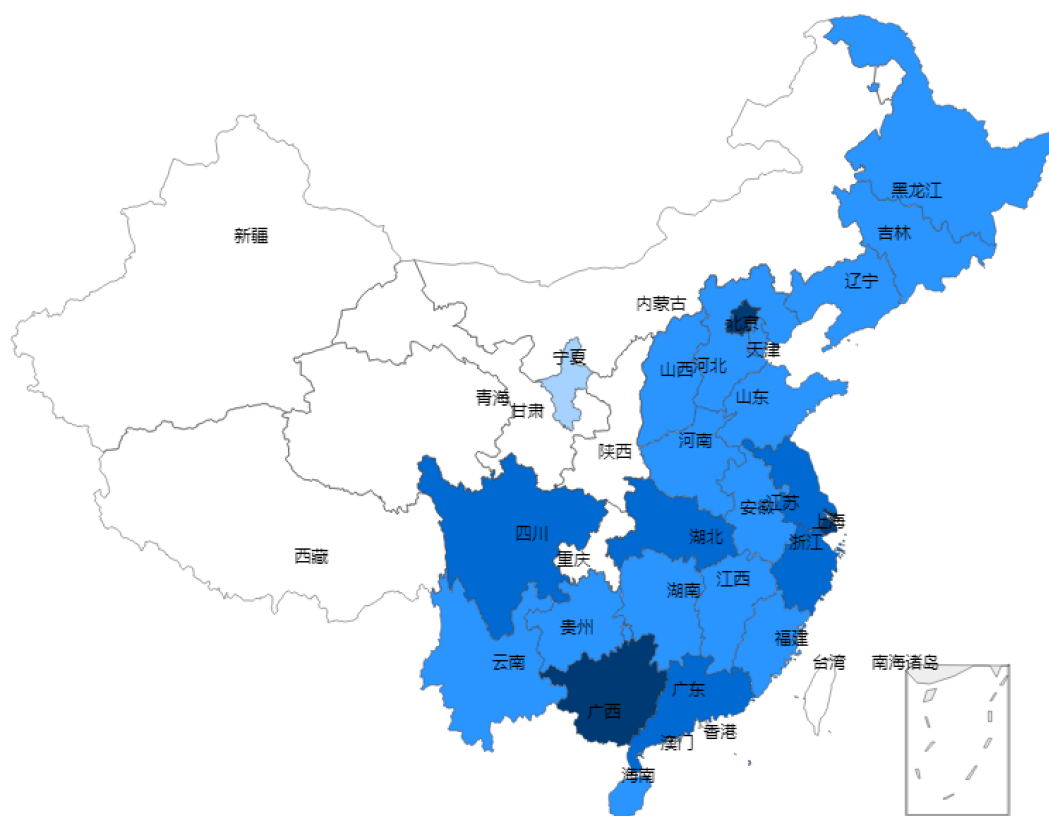 黑龙江
吉林
新疆
辽宁
内蒙古
北京
天津
宁夏
山西
河北
青海
甘肃
山东
河南
陕西
安徽
江苏
上海
四川
湖北
浙江
西藏
重庆
江西
湖南
贵州
福建
云南
台湾
南海诸岛
广东
广西
香港
澳门
海南